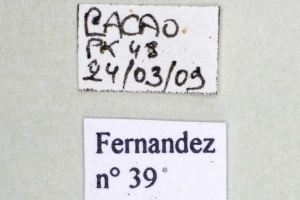 CACAO
PK 48
24/03/09
Fernandez
n° 39